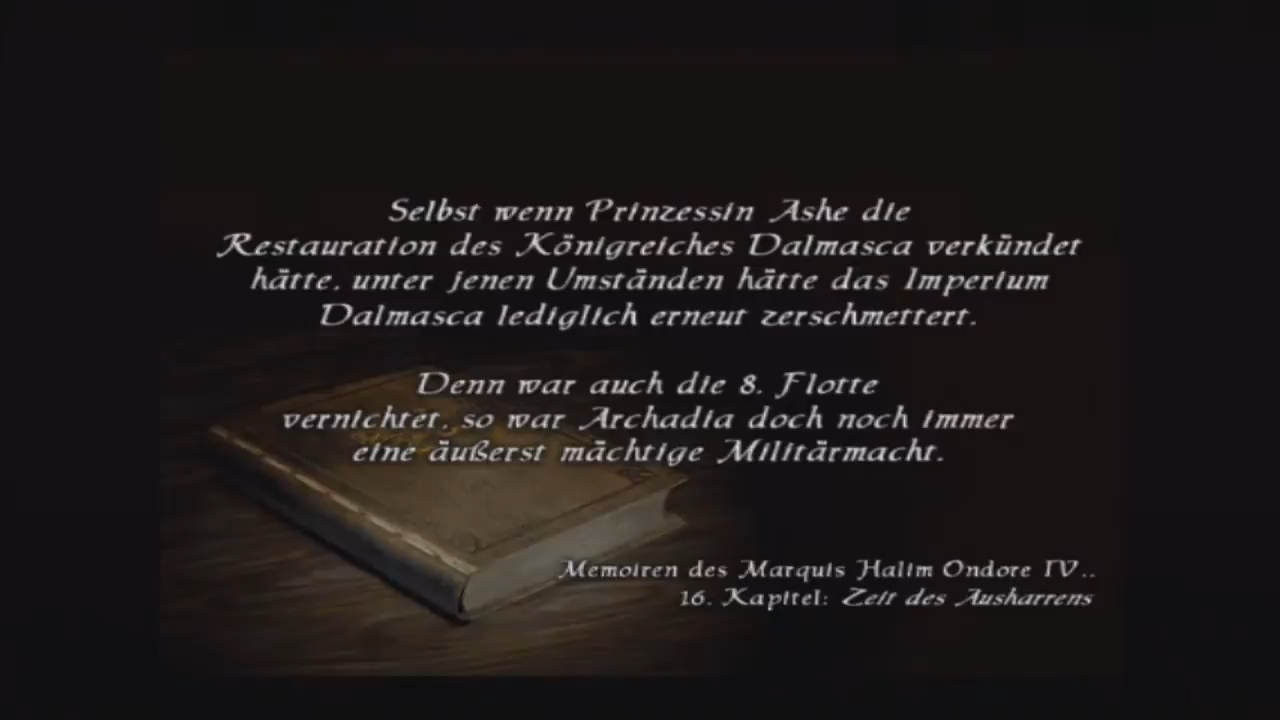 Selbst wenn Prinzessin Ashe die
Restauration des Königreiches Dalmasca verkündet
hätte, unter jenen Umständen hätte das Imperium
Dalmasca lediglich erneut zerschmettert.
Denn war auch die 8. Flotte
vernichtet, so war Archadia doch noch immer
eine äußerst mächtige Militärmacht.
Memoiren des Marquis Halim Ondore IV..
16. Kapitel: Zeit des Ausharrens